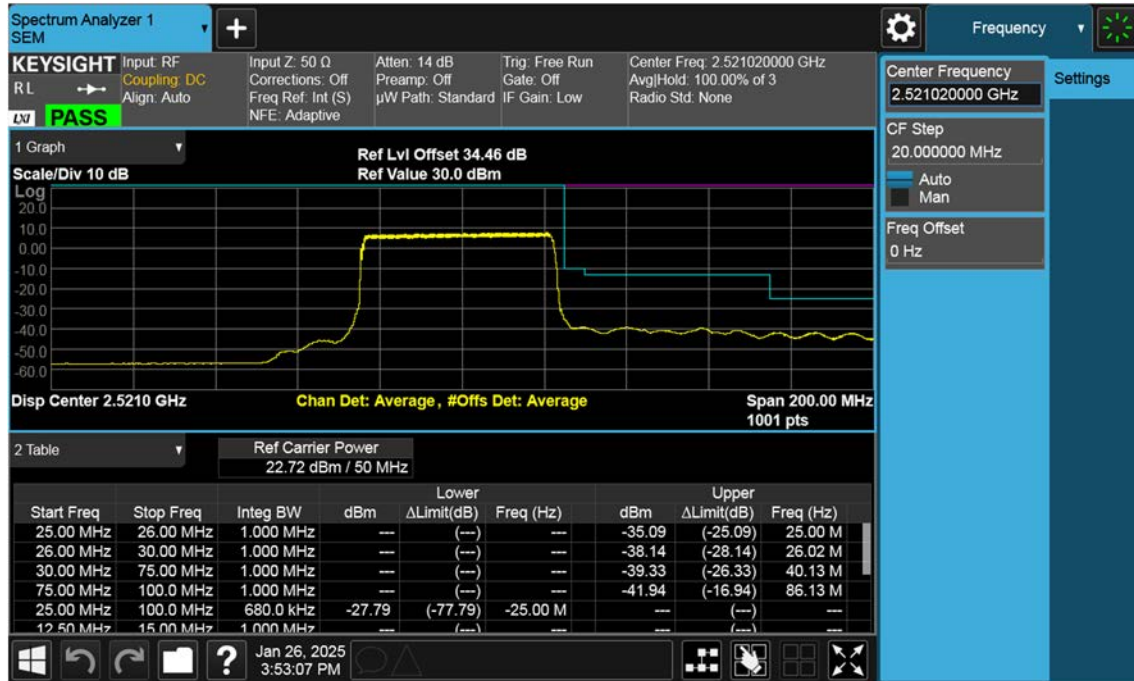 Spectrum Analyzer 1
SEM
Frequency
KEYSIGHT
R L
LXI
PASS
Input: RF
Coupling: DC
Align: Auto
Input Z: 50 Ω
Corrections: Off
Freq Ref: Int (S)
NFE: Adaptive
Atten: 14 dB
Preamp: Off
µW Path: Standard
Trig: Free Run
Gate: Off
IF Gain: Low
Center Freq: 2.521020000 GHz
Avg|Hold: 100.00% of 3
Radio Std: None
Center Frequency
2.521020000 GHz
Settings
CF Step
20.000000 MHz
Auto
Man
Freq Offset
0 Hz
1 Graph
Scale/Div 10 dB
Ref Lvl Offset 34.46 dB
Ref Value 30.0 dBm
Log
20.0
10.0
0.00
-10.0
-20.0
-30.0
-40.0
-50.0
-60.0
Disp Center 2.5210 GHz
Chan Det: Average, #Offs Det: Average
Span 200.00 MHz
1001 pts
2 Table
Ref Carrier Power
22.72 dBm / 50 MHz
Lower Upper
Start Freq Stop Freq Integ BW dBm ΔLimit(dB) Freq (Hz) dBm ΔLimit(dB) Freq (Hz)
25.00 MHz 26.00 MHz 1.000 MHz --- (---) --- -35.09 (-25.09) 25.00 M
26.00 MHz 30.00 MHz 1.000 MHz --- (---) --- -38.14 (-28.14) 26.02 M
30.00 MHz 75.00 MHz 1.000 MHz --- (---) --- -39.33 (-26.33) 40.13 M
75.00 MHz 100.0 MHz 1.000 MHz --- (---) --- -41.94 (-16.94) 86.13 M
25.00 MHz 100.0 MHz 680.0 kHz -27.79 (-77.79) -25.00 M --- (---) ---
12.50 MHz 15.00 MHz 1.000 MHz --- (---) --- --- (---) ---
?
Jan 26, 2025
3:53:07 PM